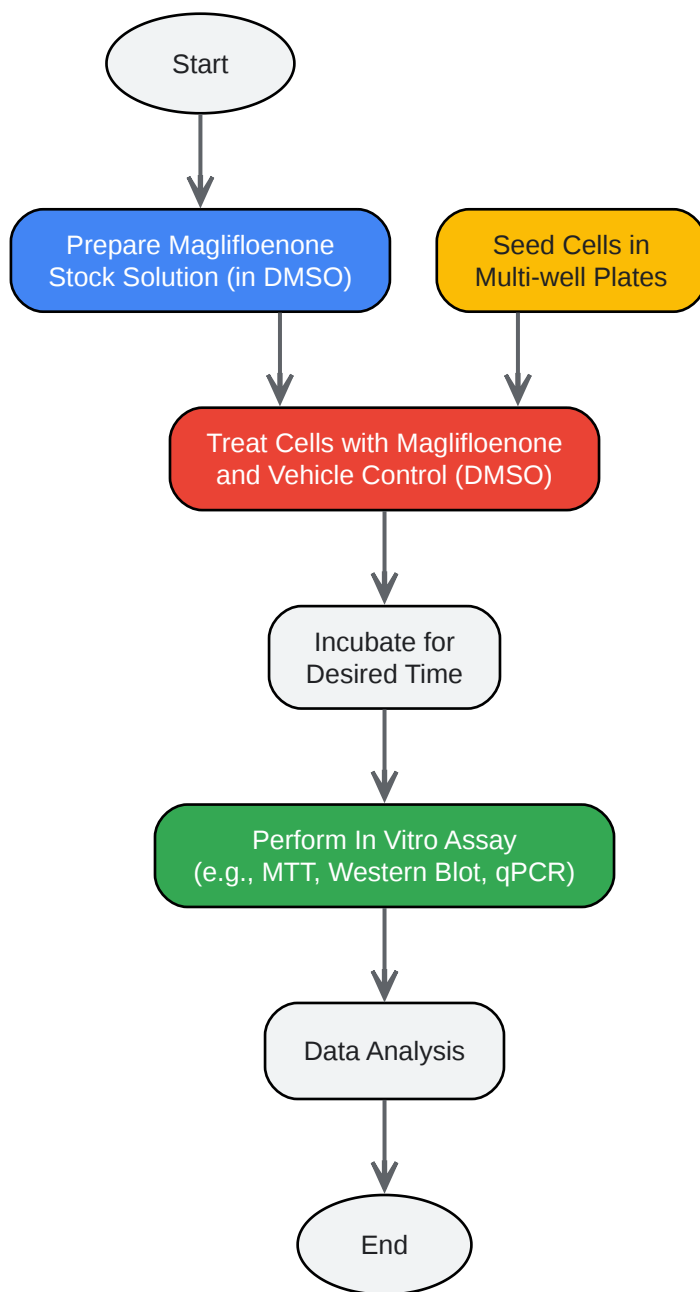 Start
Prepare Maglifloenone
Stock Solution (in DMSO)
Seed Cells in
Multi-well Plates
Treat Cells with Maglifloenone
and Vehicle Control (DMSO)
Incubate for
Desired Time
Perform In Vitro Assay
(e.g., MTT, Western Blot, qPCR)
Data Analysis
End